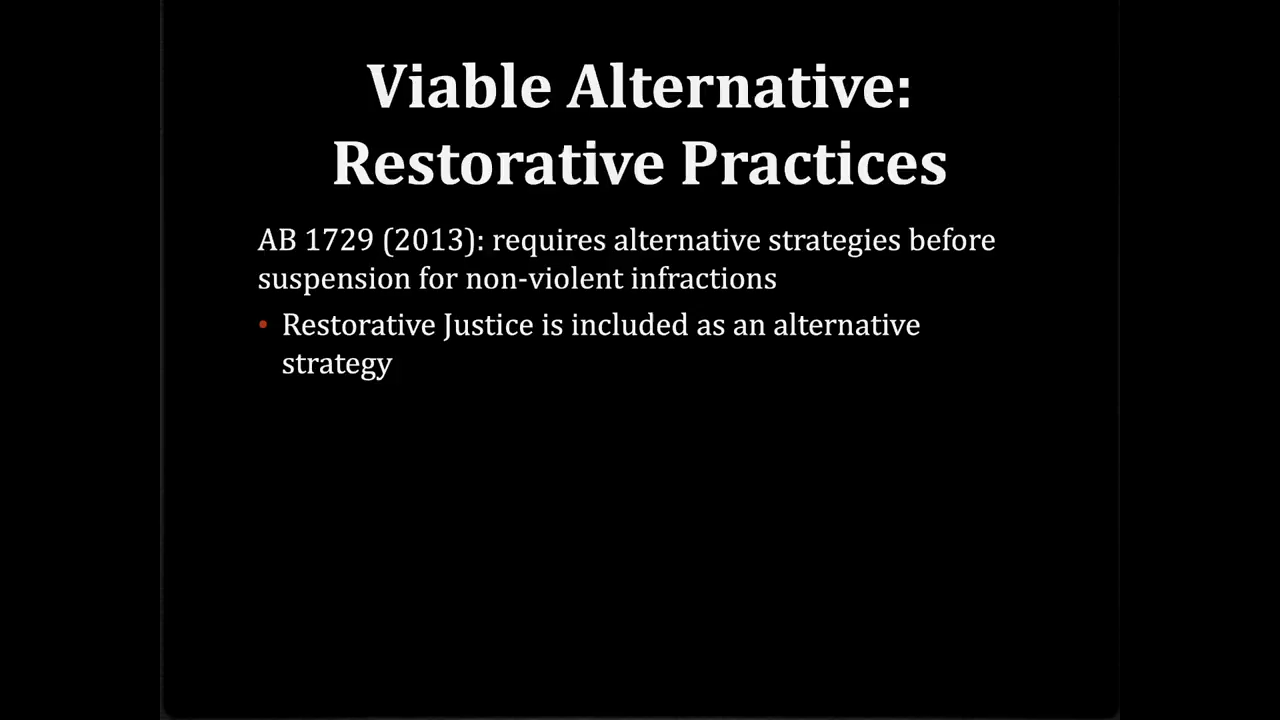 Viable Alternative:
Restorative Practices
AB 1729 (2013): requires alternative strategies before
suspension for non-violent infractions
• Restorative Justice is included as an alternative
strategy